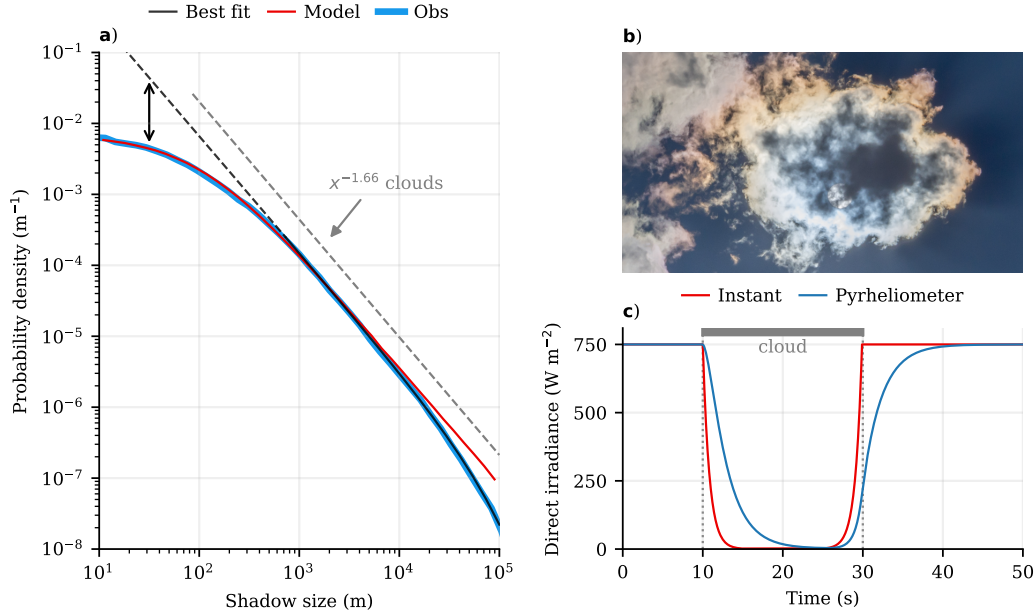 Best fit Model Obs
a)
Probability density (m⁻¹)
10⁻¹
10⁻²
10⁻³
10⁻⁴
10⁻⁵
10⁻⁶
10⁻⁷
10⁻⁸
x⁻¹·⁶⁶ clouds
10¹ 10² 10³ 10⁴ 10⁵
Shadow size (m)
b)
Instant Pyrheliometer
c)
Direct irradiance (W m⁻²)
750
500
250
0
cloud
0 10 20 30 40 50
Time (s)